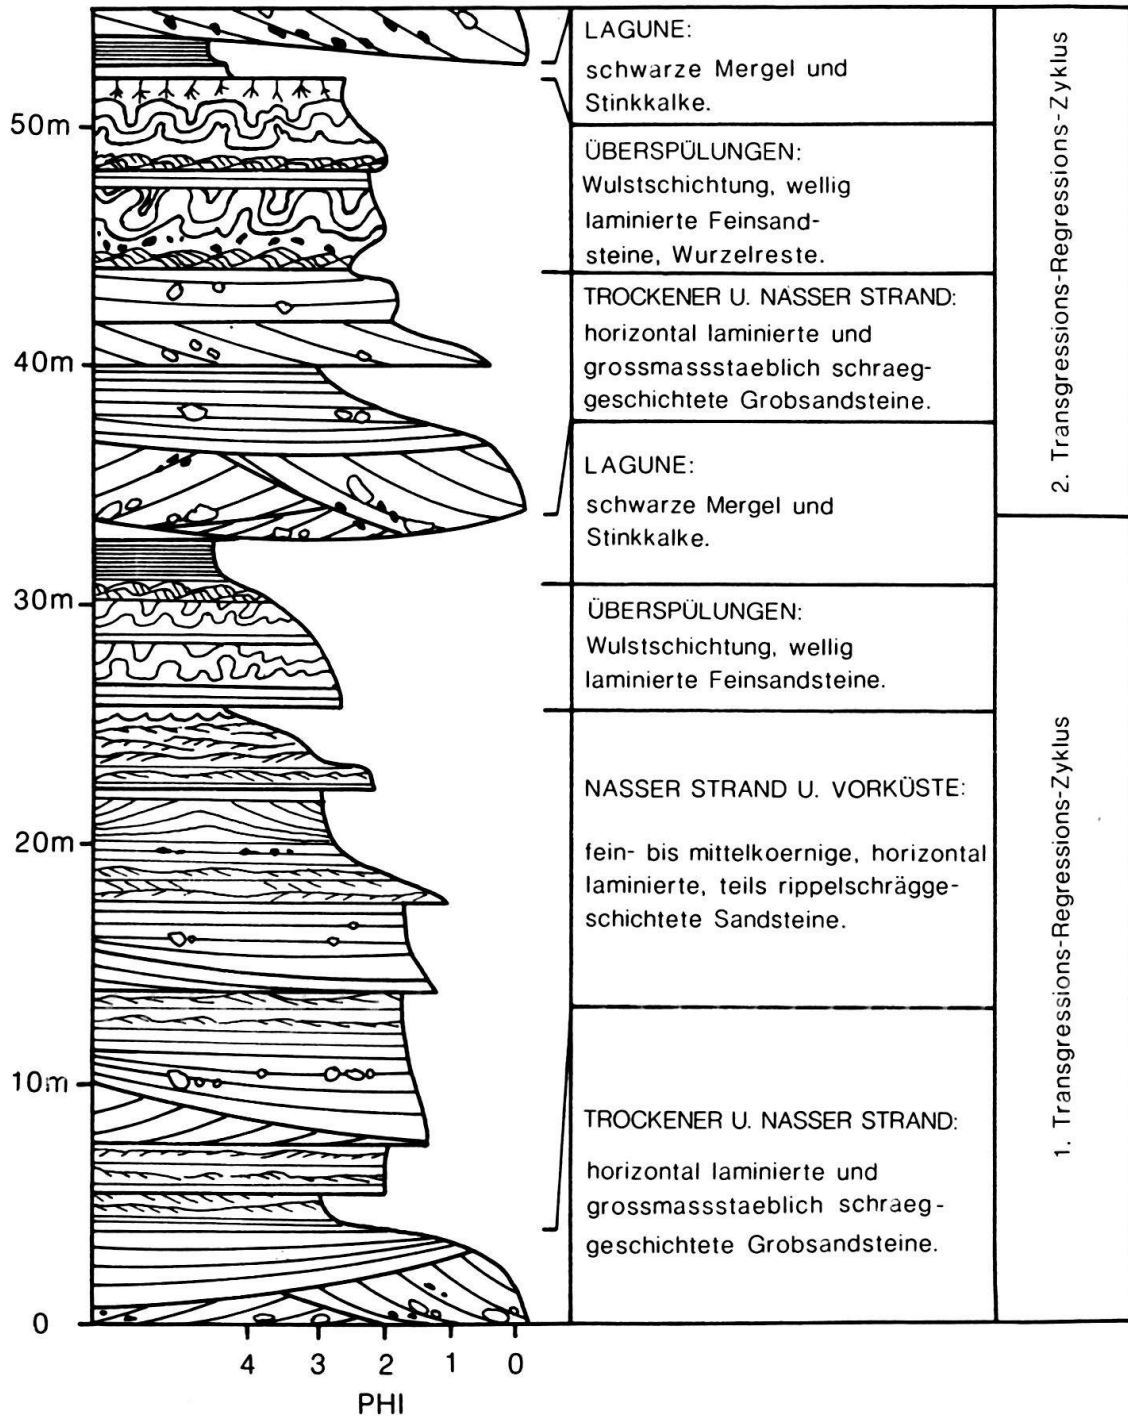 50m
40m
30m
20m
10m
0
4 3 2 1 0
PHI
LAGUNE:
schwarze Mergel und
Stinkkalke.
ÜBERSPÜLUNGEN:
Wulstschichtung, wellig
laminierte Feinsand-
steine, Wurzelreste.
TROCKENER U. NASSER STRAND:
horizontal laminierte und
grossmassstaeblich schraeg-
geschichtete Grobsandsteine.
LAGUNE:
schwarze Mergel und
Stinkkalke.
ÜBERSPÜLUNGEN:
Wulstschichtung, wellig
laminierte Feinsandsteine.
NASSER STRAND U. VORKÜSTE:
fein- bis mittelkoernige, horizontal
laminierte, teils rippelschrägge-
schichtete Sandsteine.
TROCKENER U. NASSER STRAND:
horizontal laminierte und
grossmassstaeblich schraeg-
geschichtete Grobsandsteine.
2. Transgressions-Regressions-Zyklus
1. Transgressions-Regressions-Zyklus